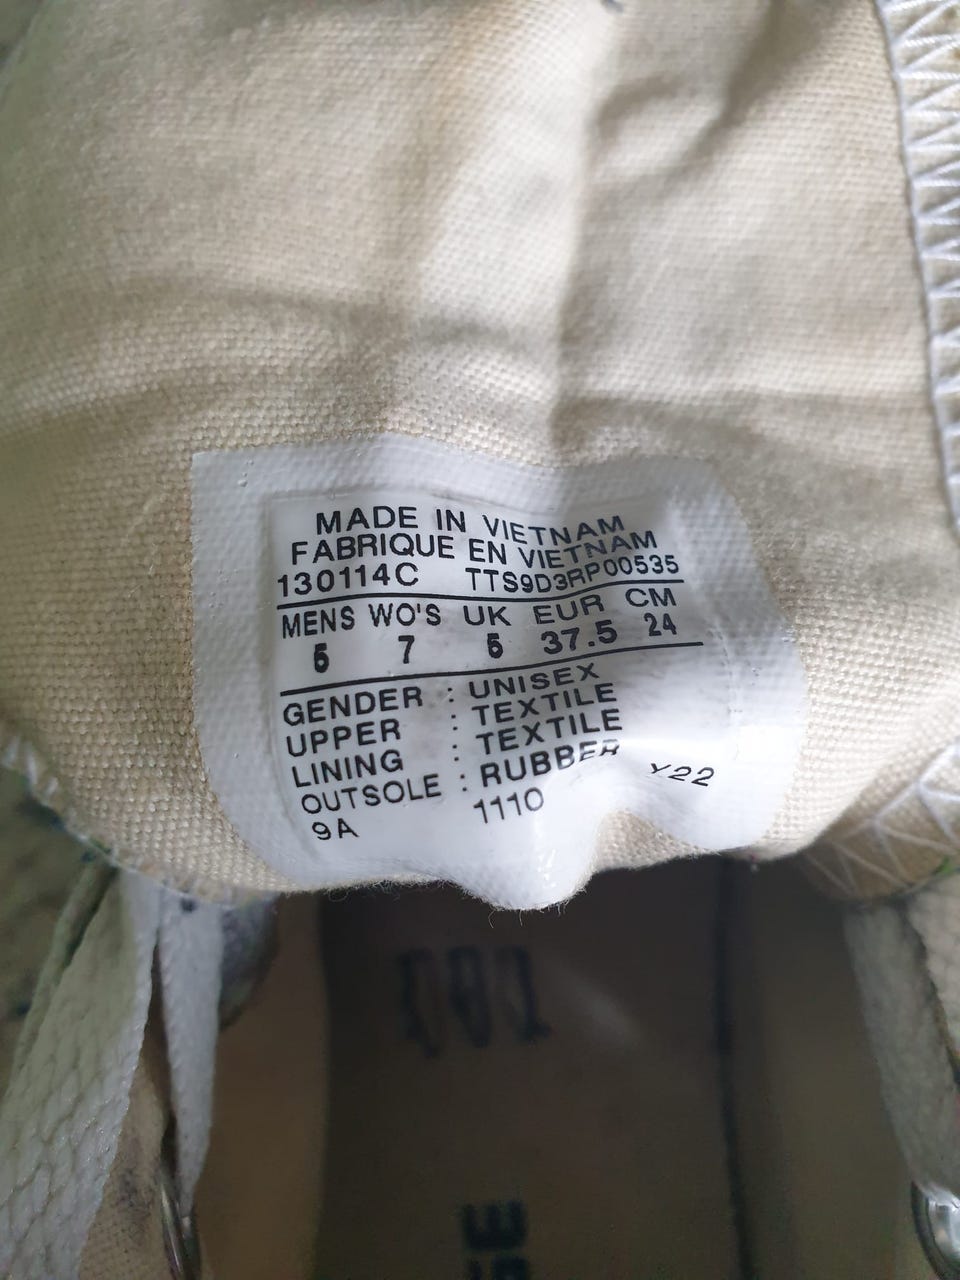 MADE IN VIETNAM
FABRIQUE EN VIETNAM
130114C TTS9D3RP00535
MENS WO'S UK EUR CM
5 7 5 37.5 24
GENDER : UNISEX
UPPER : TEXTILE
LINING : TEXTILE
OUTSOLE : RUBBER
9A 1110 Y22